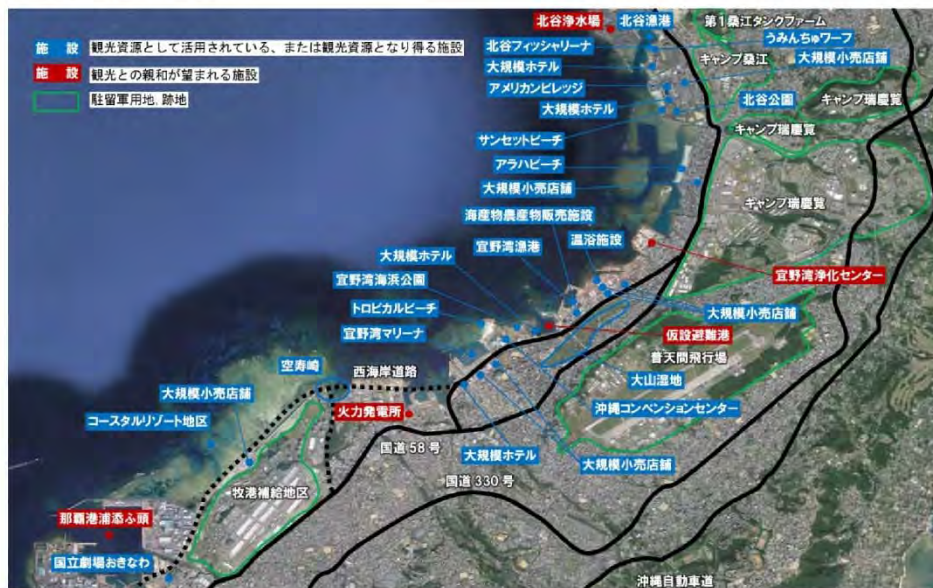 施　設　観光資源として活用されている、または観光資源となり得る施設
施　設　観光との親和が望まれる施設
駐留軍用地、跡地
北谷浄水場
北谷漁港
第1桑江タンクファーム
北谷フィッシャリーナ
うみんちゅワーフ
キャンプ桑江
大規模ホテル
大規模小売店舗
アメリカンビレッジ
大規模ホテル
北谷公園
キャンプ瑞慶覧
キャンプ瑞慶覧
サンセットビーチ
アラハビーチ
大規模小売店舗
キャンプ瑞慶覧
海産物農産物販売施設
宜野湾漁港
温浴施設
大規模ホテル
宜野湾浄化センター
宜野湾海浜公園
トロピカルビーチ
大規模小売店舗
宜野湾マリーナ
仮設避難港
普天間飛行場
空寿崎
西海岸道路
大山湿地
大規模小売店舗
沖縄コンベンションセンター
コースタルリゾート地区
火力発電所
国道58号
大規模ホテル
大規模小売店舗
国道330号
牧港補給地区
那覇港浦添ふ頭
国立劇場おきなわ
沖縄自動車道